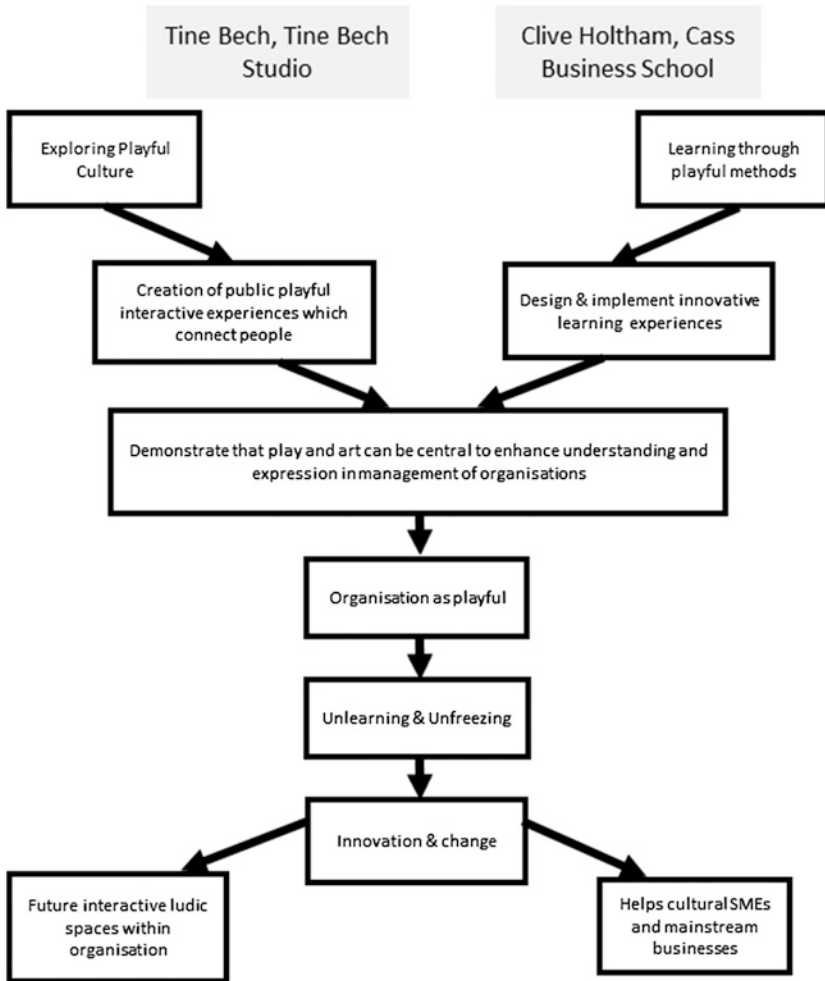 Tine Bech, Tine Bech
Studio
Clive Holtham, Cass
Business School
Exploring Playful
Culture
Learning through
playful methods
Creation of public playful
interactive experiences which
connect people
Design & implement innovative
learning experiences
Demonstrate that play and art can be central to enhance understanding and
expression in management of organisations
Organisation as playful
Unlearning & Unfreezing
Innovation & change
Future interactive ludic
spaces within
organisation
Helps cultural SMEs
and mainstream
businesses